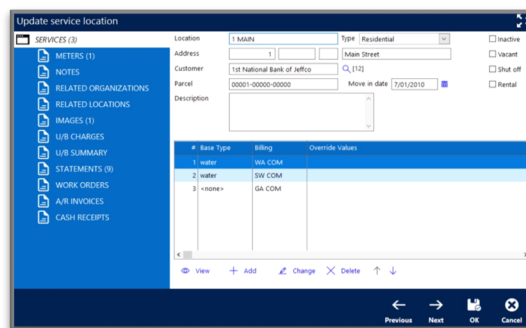 Update service location
SERVICES (3)
METERS (1)
NOTES
RELATED ORGANIZATIONS
RELATED LOCATIONS
IMAGES (1)
U/B CHARGES
U/B SUMMARY
STATEMENTS (9)
WORK ORDERS
A/R INVOICES
CASH RECEIPTS
Location 1 MAIN Type Residential Inactive
Address 1 Main Street Vacant
Customer 1st National Bank of Jeffco [12] Shut off
Parcel 00001-00000-00000 Move in date 7/01/2010 Rental
Description
# Base Type Billing Override Values
1 water WA COM
2 water SW COM
3 <none> GA COM
View Add Change Delete
Previous Next OK Cancel